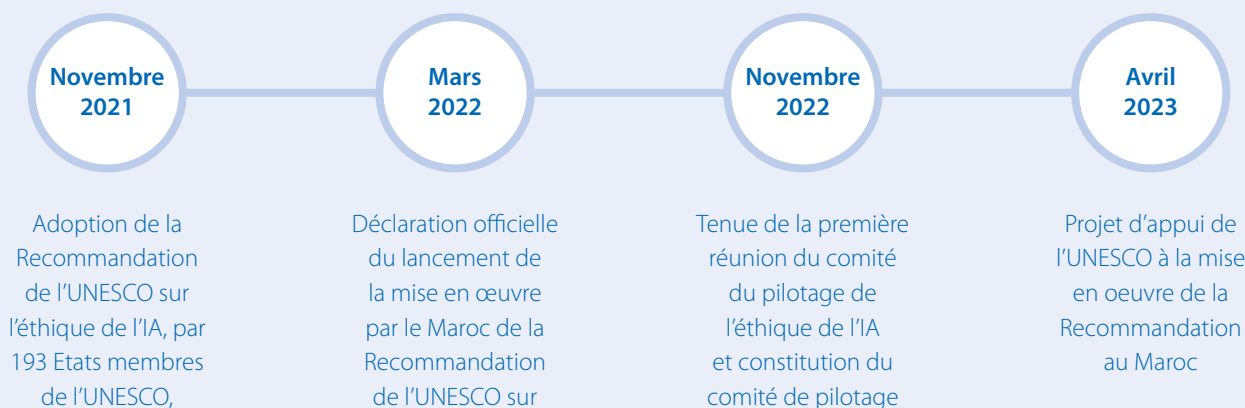 Novembre
2021
Mars
2022
Novembre
2022
Avril
2023
Adoption de la
Recommandation
de l’UNESCO sur
l’éthique de l’IA, par
193 Etats membres
de l’UNESCO,
Déclaration officielle
du lancement de
la mise en œuvre
par le Maroc de la
Recommandation
de l’UNESCO sur
Tenue de la première
réunion du comité
du pilotage de
l’éthique de l’IA
et constitution du
comité de pilotage
Projet d’appui de
l’UNESCO à la mise
en oeuvre de la
Recommandation
au Maroc